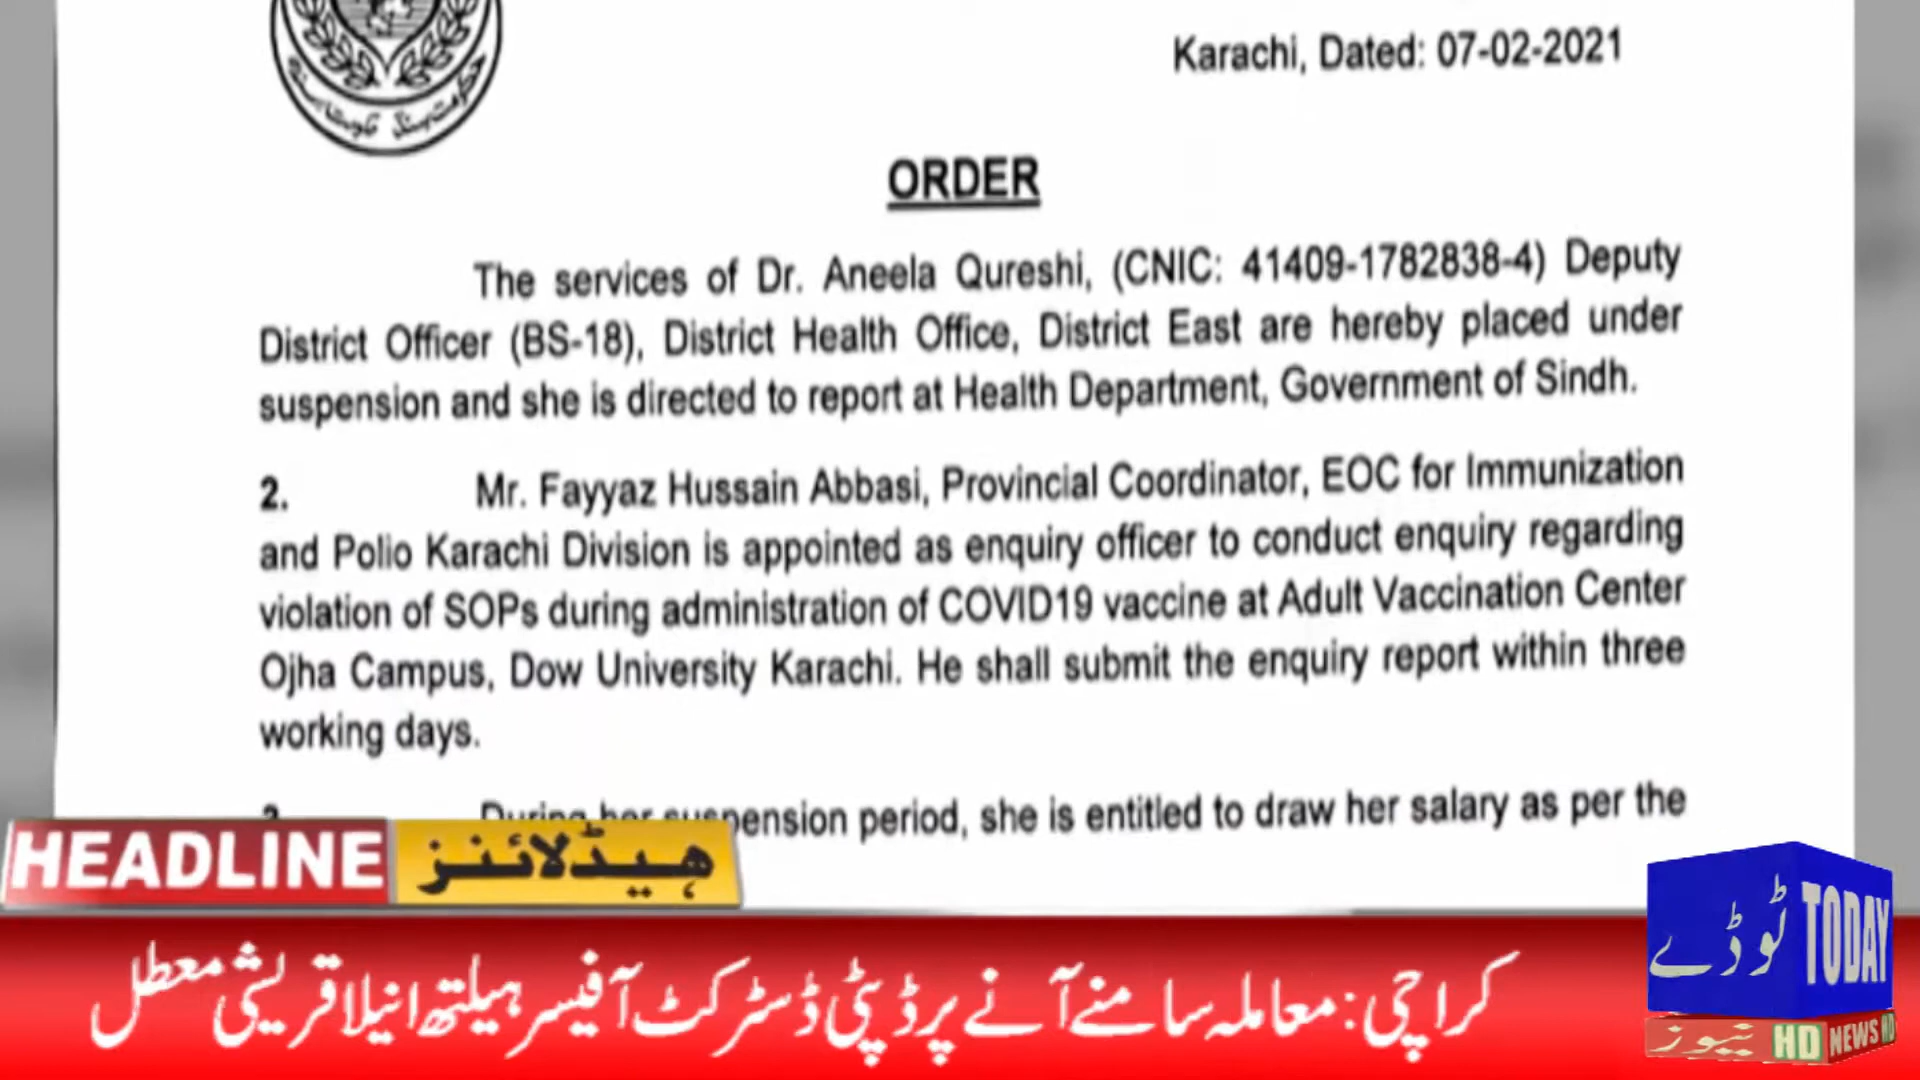 Karachi, Dated: 07-02-2021
ORDER
The services of Dr. Aneela Qureshi, (CNIC: 41409-1782838-4) Deputy
District Officer (BS-18), District Health Office, District East are hereby placed under
suspension and she is directed to report at Health Department, Government of Sindh.
2. Mr. Fayyaz Hussain Abbasi, Provincial Coordinator, EOC for Immunization
and Polio Karachi Division is appointed as enquiry officer to conduct enquiry regarding
violation of SOPs during administration of COVID19 vaccine at Adult Vaccination Center
Ojha Campus, Dow University Karachi. He shall submit the enquiry report within three
working days.
During her suspension period, she is entitled to draw her salary as per the
HEADLINE ہیڈلائنز
کراچی: معاملہ سامنے آنے پر ڈپٹی ڈسٹرکٹ آفیسر ہیلتھ انیلا قریشی معطل
ٹوڈے TODAY
نیوز HD NEWS HD